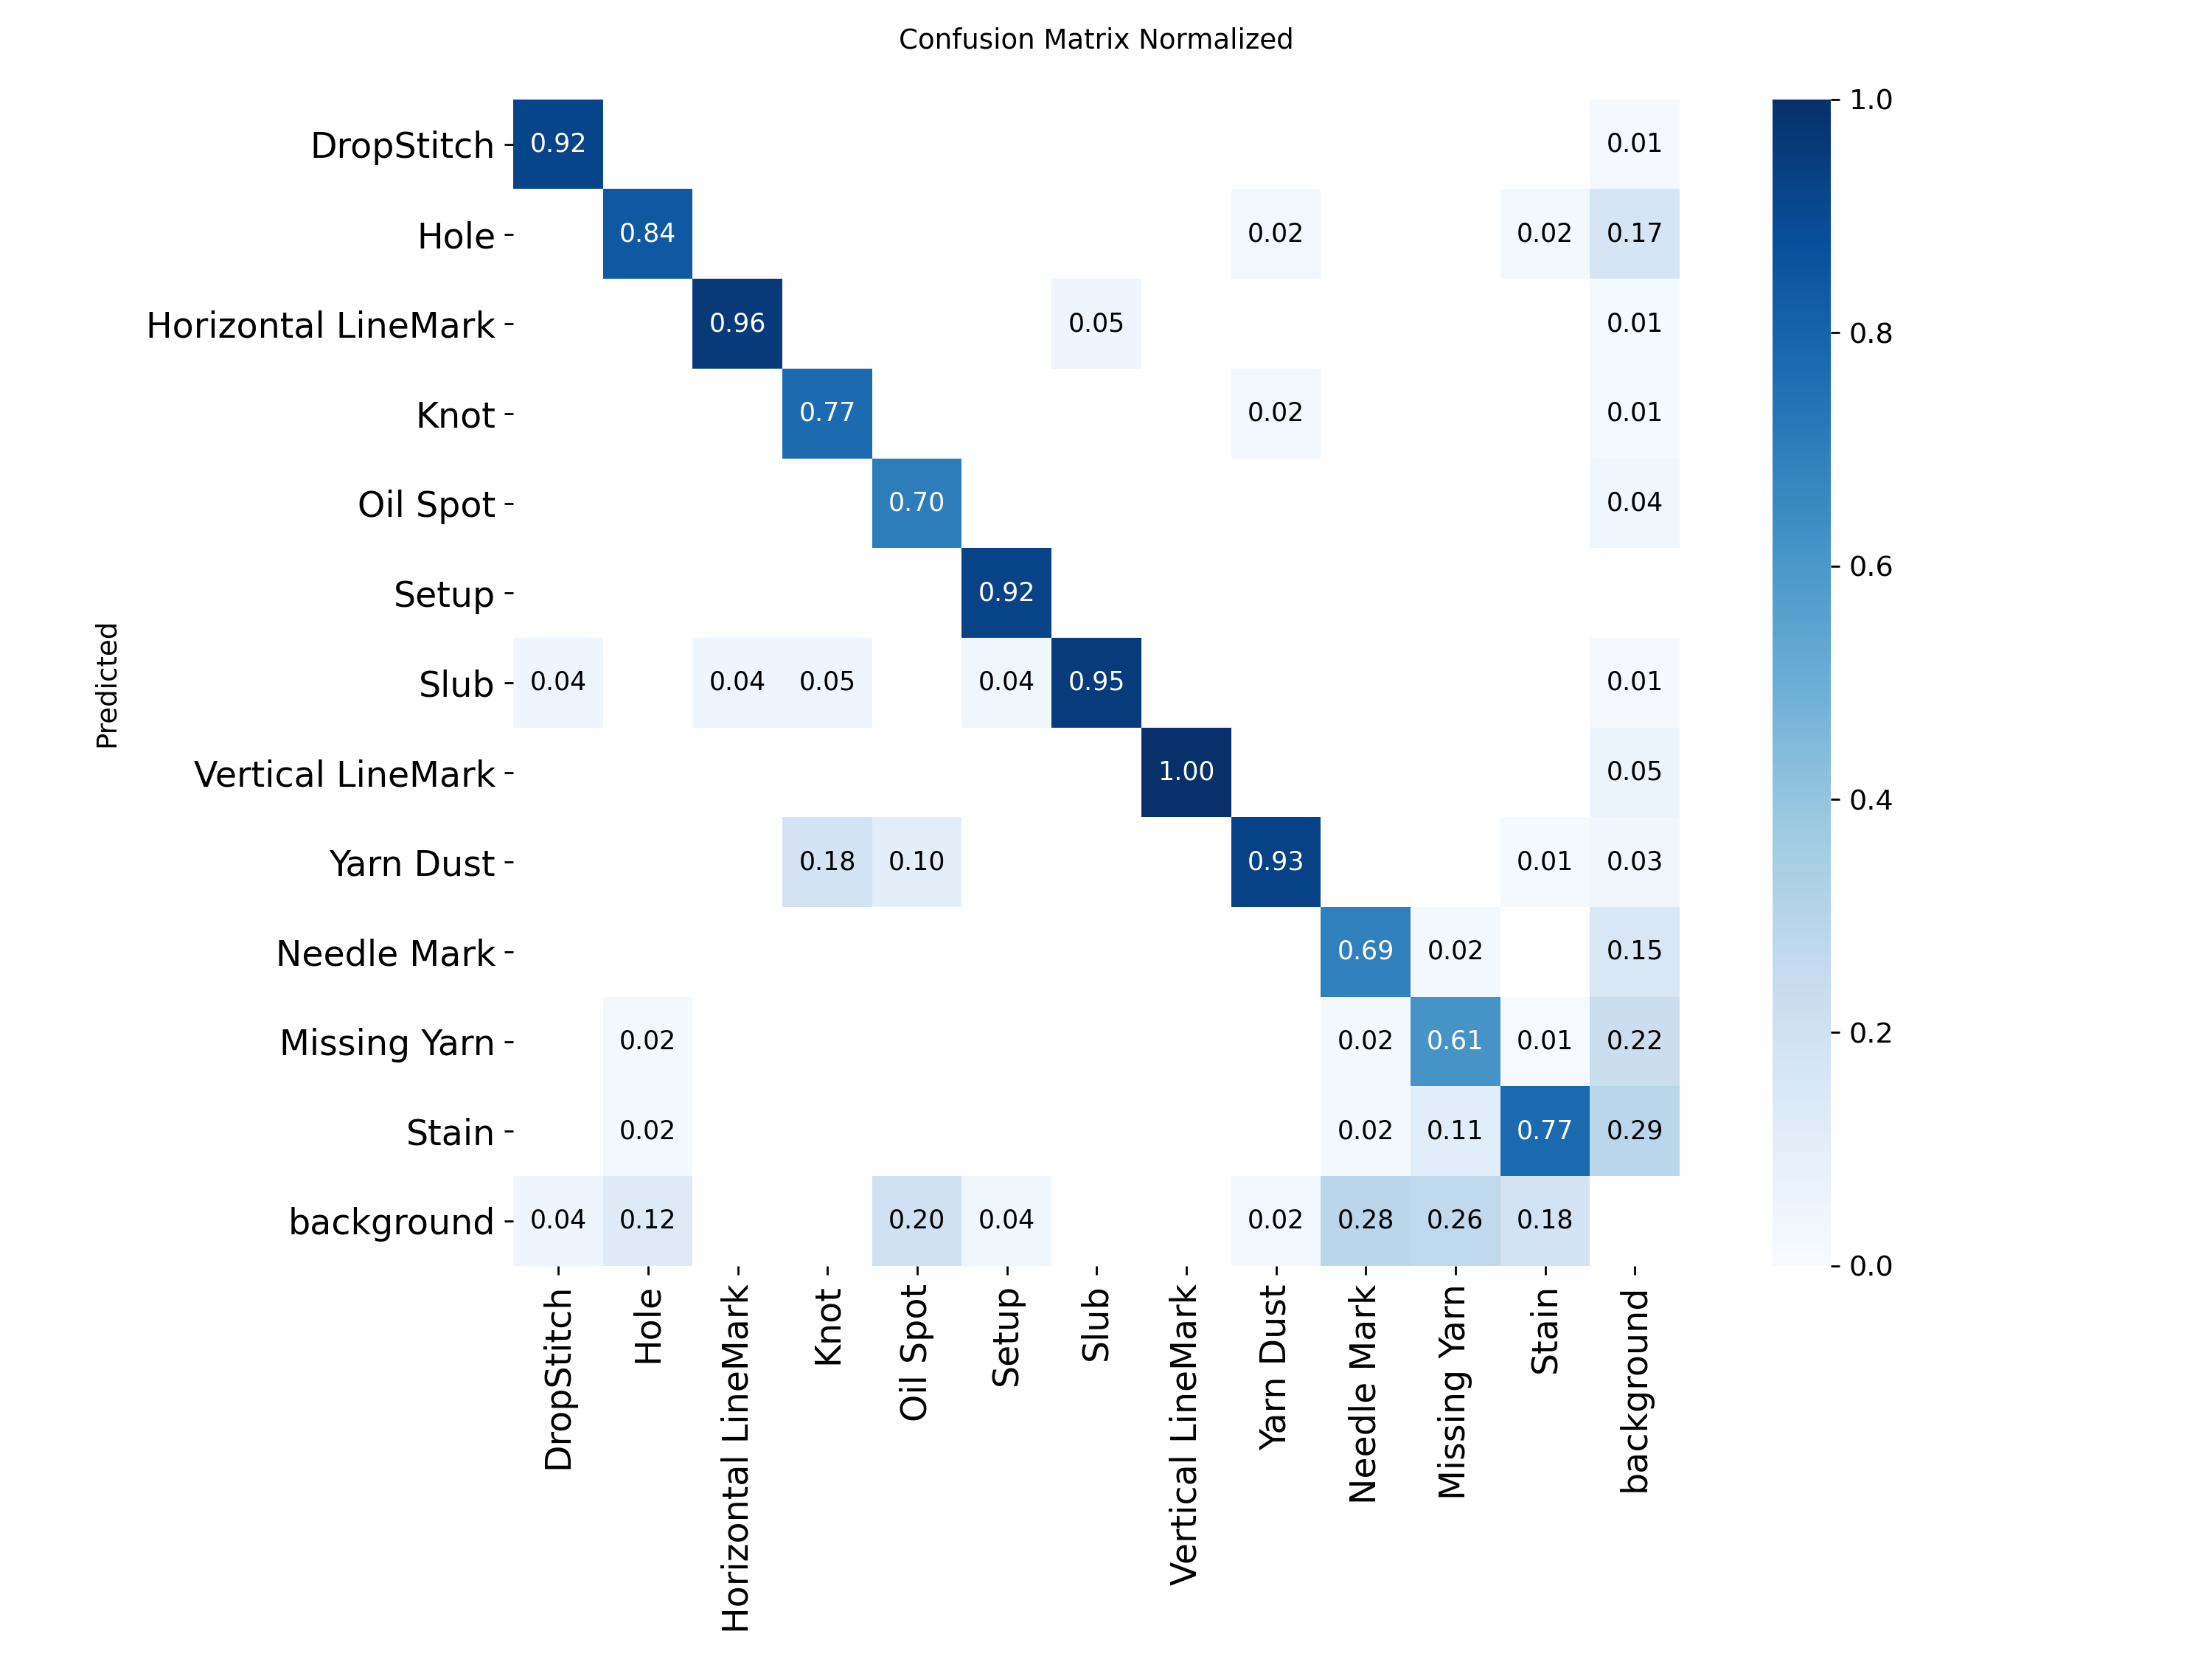 Confusion Matrix Normalized
DropStitch 0.92 0.01
Hole 0.84 0.02 0.02 0.17
Horizontal LineMark 0.96 0.05 0.01
Knot 0.77 0.02 0.01
Oil Spot 0.70 0.04
Setup 0.92
Slub 0.04 0.04 0.05 0.04 0.95 0.01
Vertical LineMark 1.00 0.05
Yarn Dust 0.18 0.10 0.93 0.01 0.03
Needle Mark 0.69 0.02 0.15
Missing Yarn 0.02 0.02 0.61 0.01 0.22
Stain 0.02 0.02 0.11 0.77 0.29
background 0.04 0.12 0.20 0.04 0.02 0.28 0.26 0.18
Predicted
DropStitch
Hole
Horizontal LineMark
Knot
Oil Spot
Setup
Slub
Vertical LineMark
Yarn Dust
Needle Mark
Missing Yarn
Stain
background
1.0
0.8
0.6
0.4
0.2
0.0